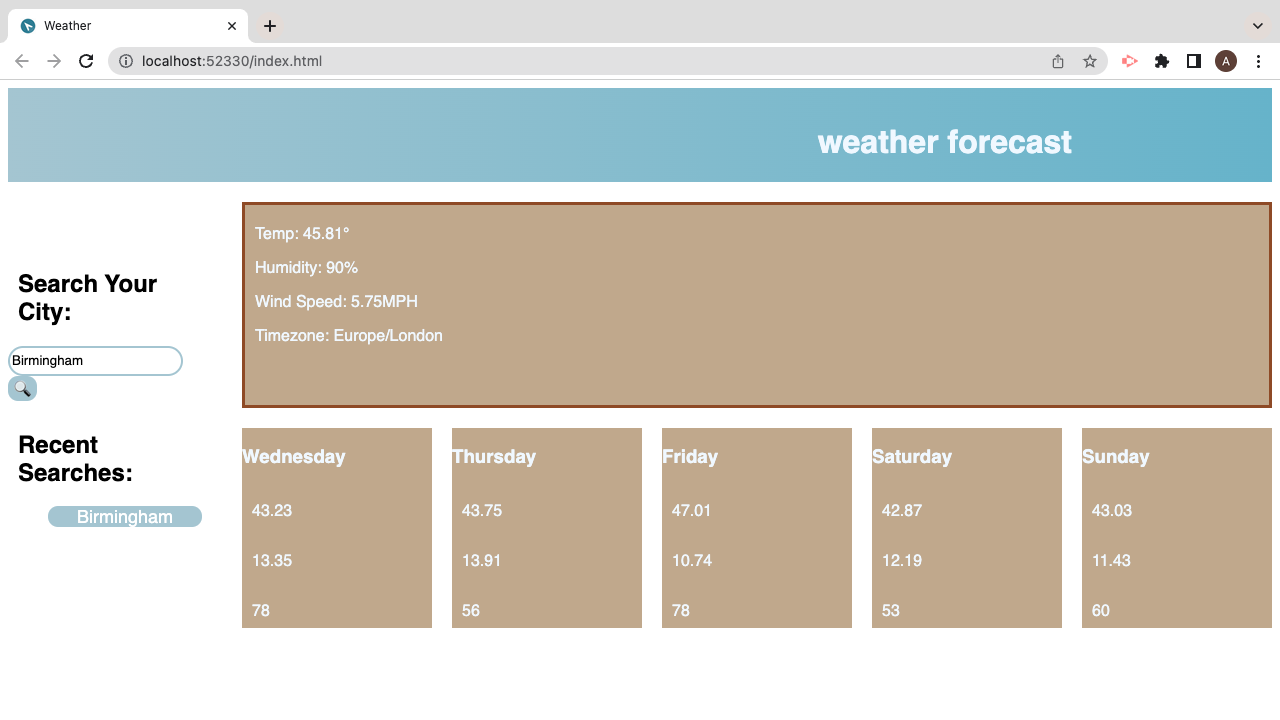 Weather
localhost:52330/index.html
A
weather forecast
Search Your
City:
Birmingham
Recent
Searches:
Birmingham
Temp: 45.81°
Humidity: 90%
Wind Speed: 5.75MPH
Timezone: Europe/London
Wednesday
43.23
13.35
78
Thursday
43.75
13.91
56
Friday
47.01
10.74
78
Saturday
42.87
12.19
53
Sunday
43.03
11.43
60